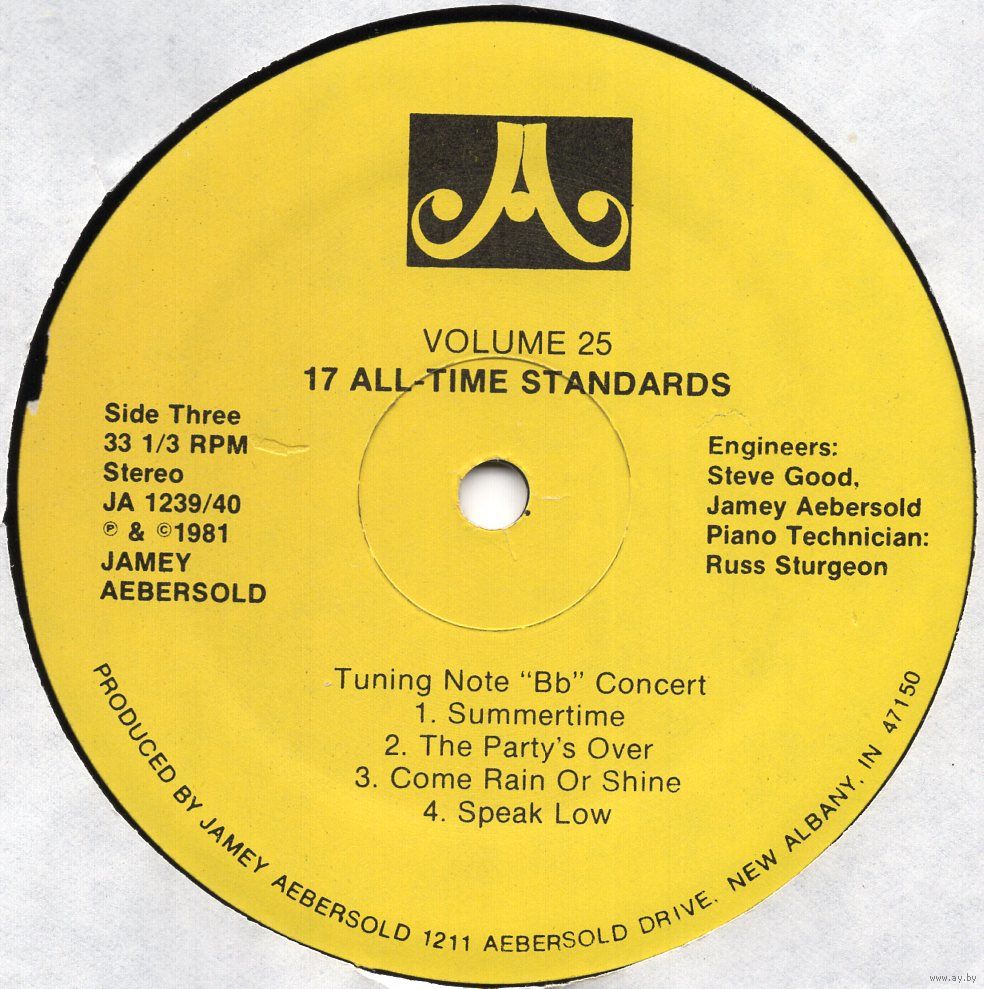 VOLUME 25
17 ALL-TIME STANDARDS
Side Three
33 1/3 RPM
Stereo
JA 1239/40
℗ & ©1981
JAMEY
AEBERSOLD
Engineers:
Steve Good,
Jamey Aebersold
Piano Technician:
Russ Sturgeon
Tuning Note “Bb” Concert
1. Summertime
2. The Party's Over
3. Come Rain Or Shine
4. Speak Low
PRODUCED BY JAMEY AEBERSOLD 1211 AEBERSOLD DRIVE, NEW ALBANY, IN 47150
www.ay.by